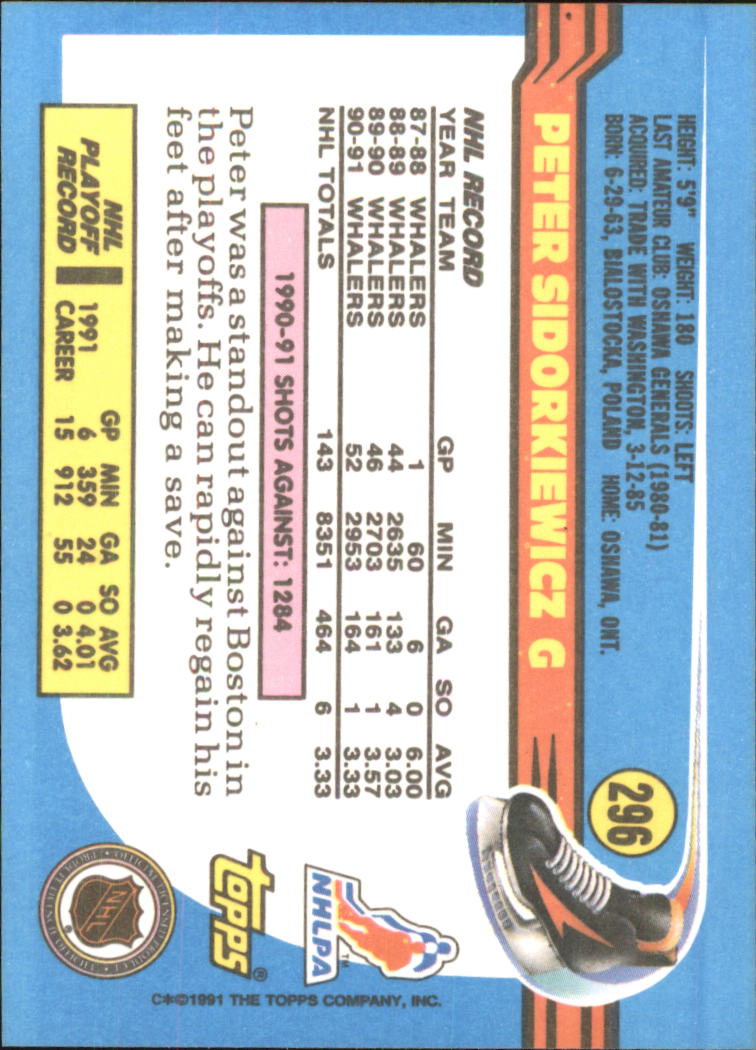 296
HEIGHT: 5'9" WEIGHT: 180 SHOOTS: LEFT
LAST AMATEUR CLUB: OSHAWA GENERALS (1980-81)
ACQUIRED: TRADE WITH WASHINGTON, 3-12-85
BORN: 6-29-63, BIALOSTOCKA, POLAND HOME: OSHAWA, ONT.
PETER SIDORKIEWICZ G
NHL RECORD
YEAR TEAM GP MIN GA SO AVG
87-88 WHALERS 1 60 6 0 6.00
88-89 WHALERS 44 2635 133 4 3.03
89-90 WHALERS 46 2703 161 1 3.57
90-91 WHALERS 52 2953 164 1 3.33
NHL TOTALS 143 8351 464 6 3.33
1990-91 SHOTS AGAINST: 1284
Peter was a standout against Boston in
the playoffs. He can rapidly regain his
feet after making a save.
NHL
PLAYOFF
RECORD
GP MIN GA SO AVG
1991 6 359 24 0 4.01
CAREER 15 912 55 0 3.62
NHLPA
TM
topps®
NHL
®
• OFFICIAL LICENSED PRODUCT •
C*©1991 THE TOPPS COMPANY, INC.